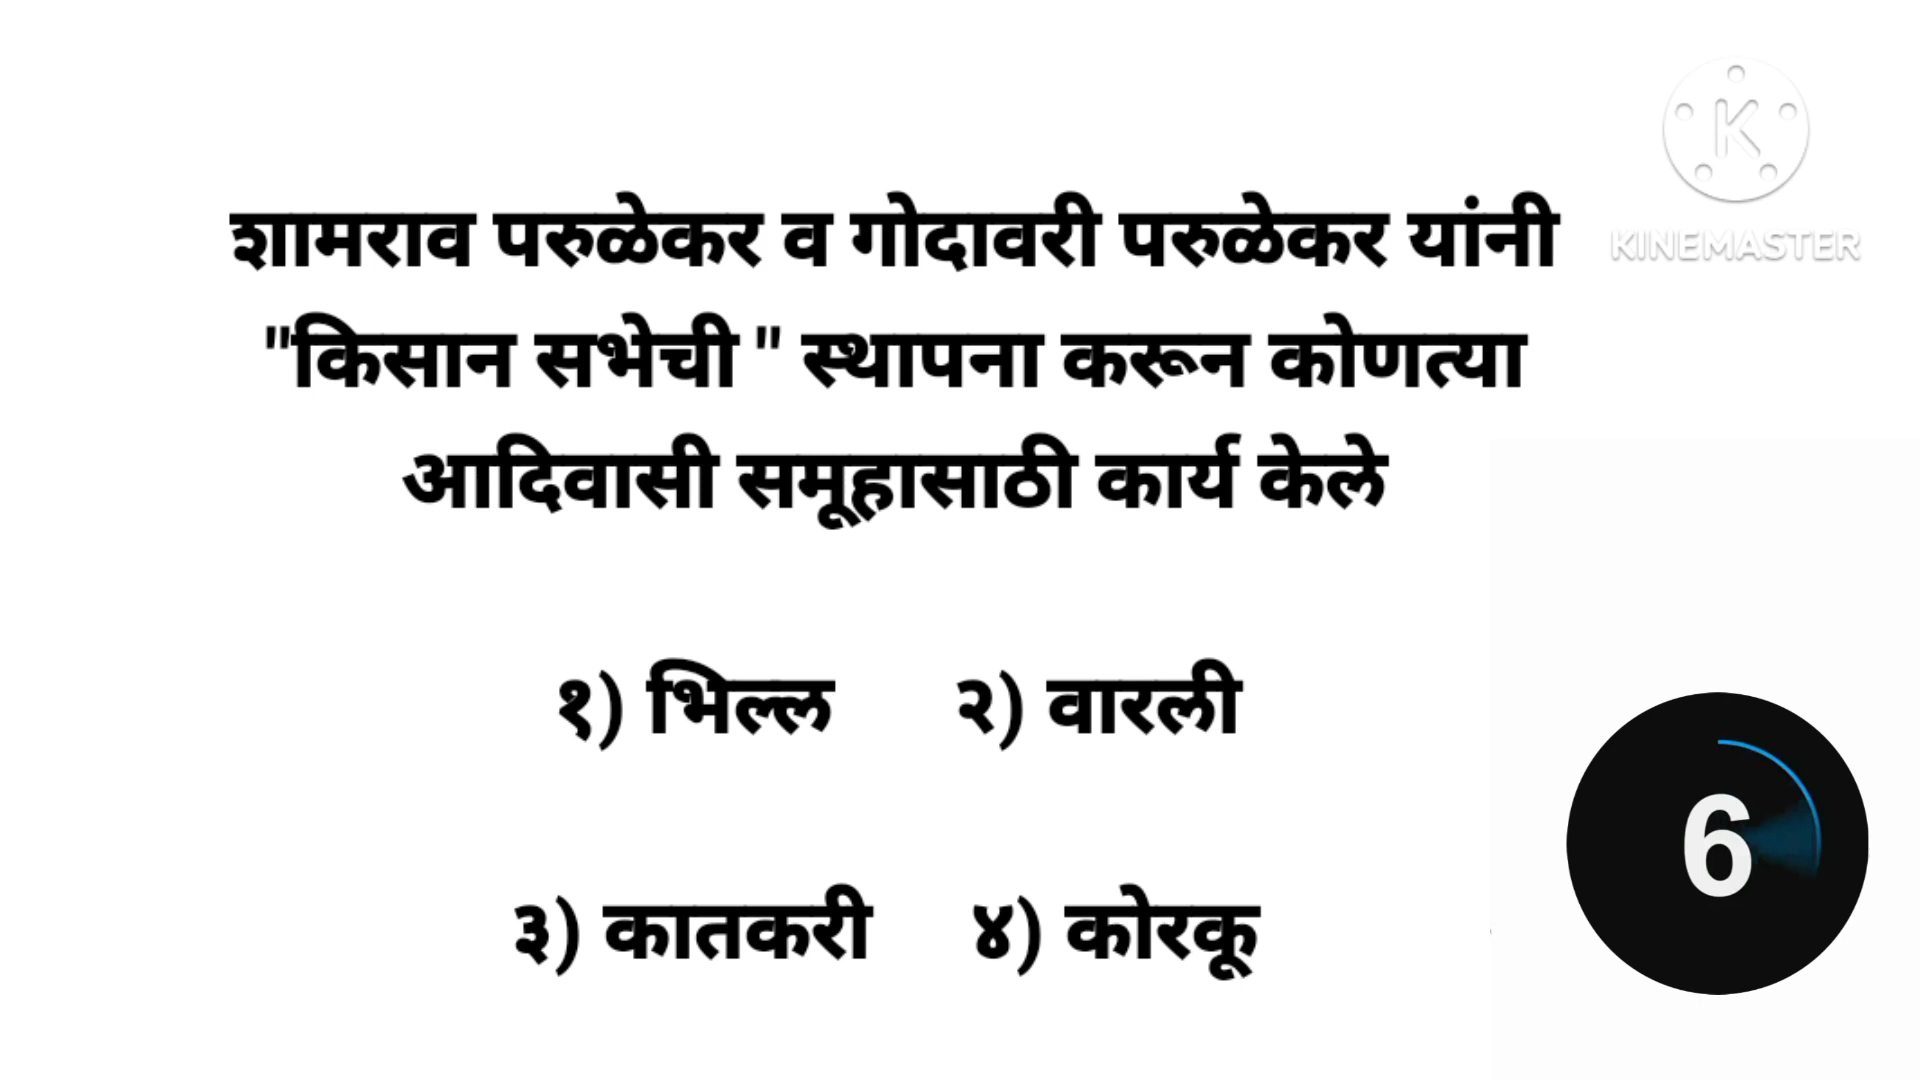 शामराव परुळेकर व गोदावरी परुळेकर यांनी
"किसान सभेची " स्थापना करून कोणत्या
आदिवासी समूहासाठी कार्य केले
१) भिल्ल २) वारली
३) कातकरी ४) कोरकू
K
KINEMASTER
6